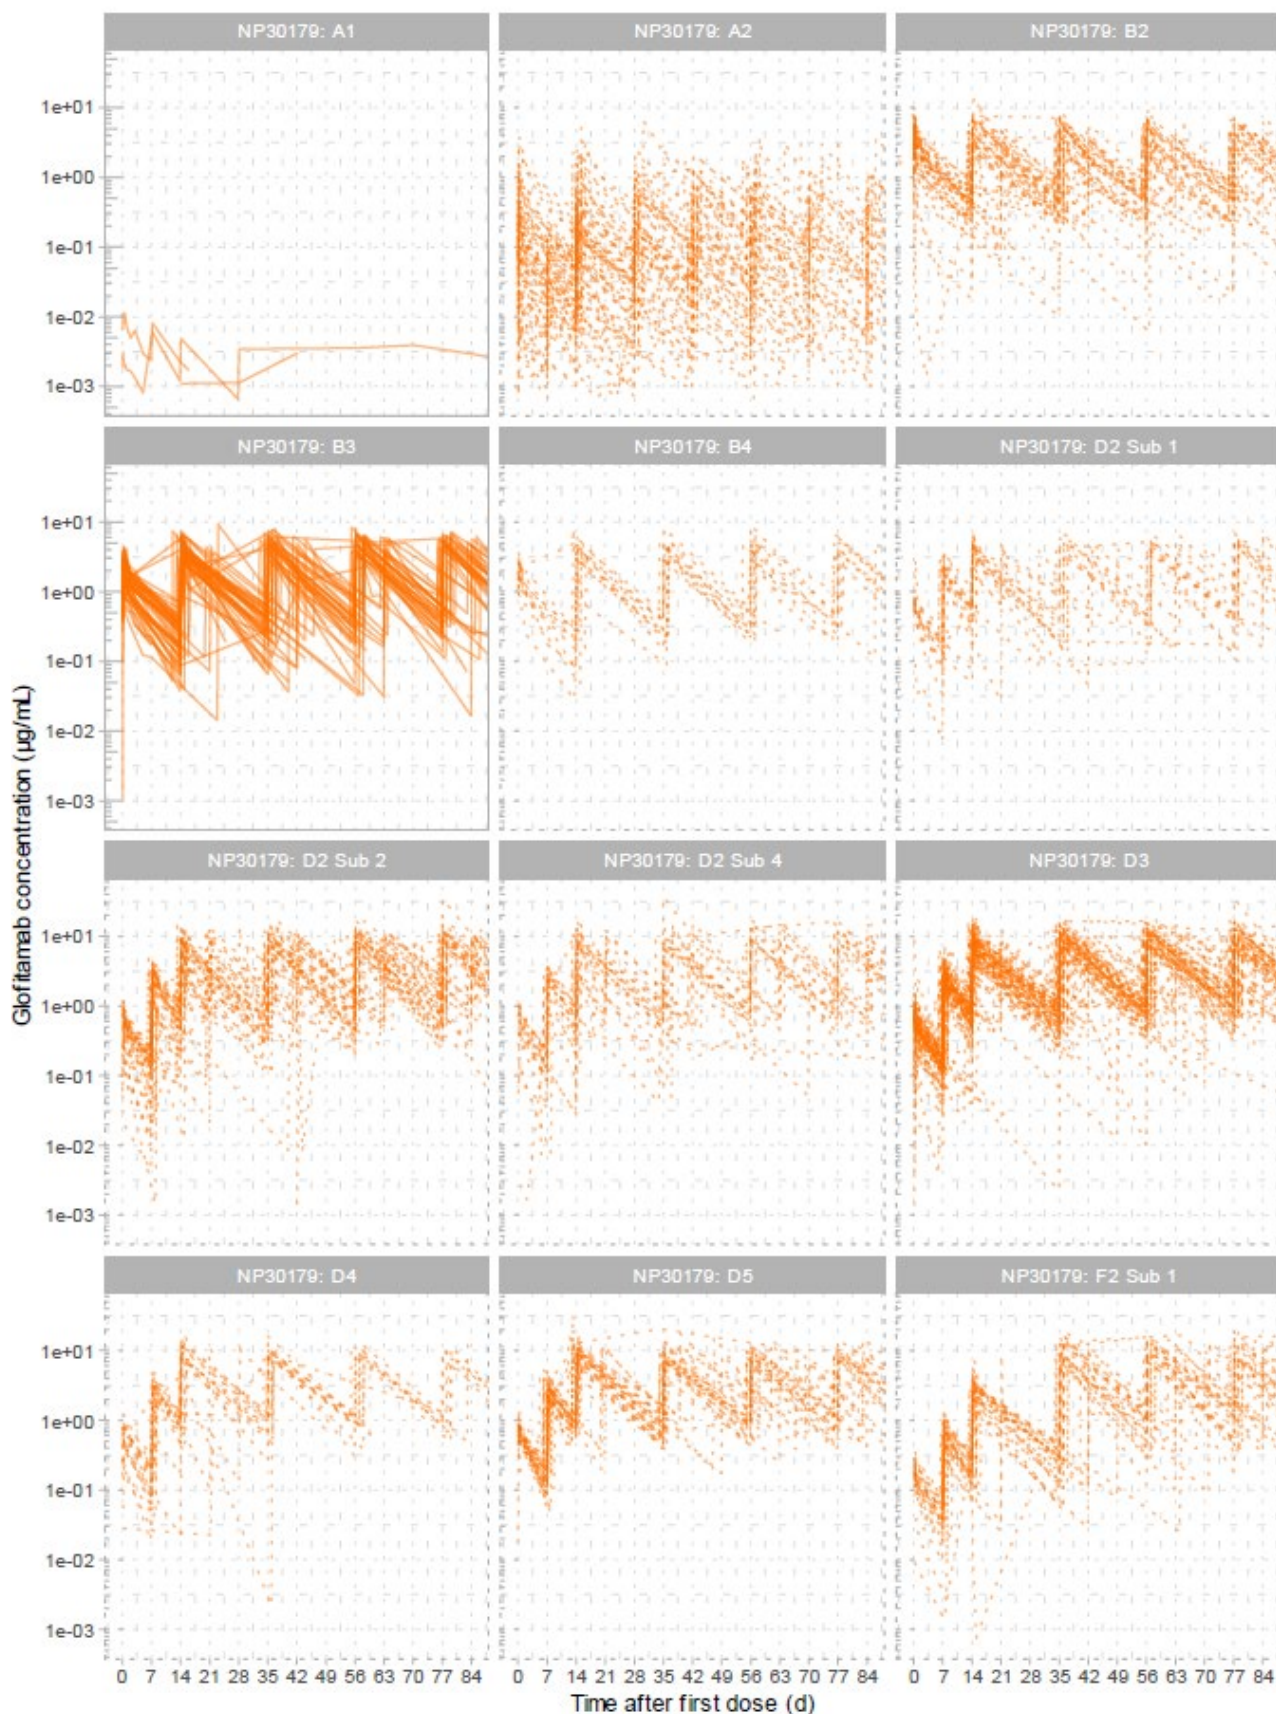 NP30179: A1 NP30179: A2 NP30179: B2
1e+01
1e+00
1e-01
1e-02
1e-03
NP30179: B3 NP30179: B4 NP30179: D2 Sub 1
1e+01
1e+00
1e-01
1e-02
1e-03
Glofitamab concentration (µg/mL)
NP30179: D2 Sub 2 NP30179: D2 Sub 4 NP30179: D3
1e+01
1e+00
1e-01
1e-02
1e-03
NP30179: D4 NP30179: D5 NP30179: F2 Sub 1
1e+01
1e+00
1e-01
1e-02
1e-03
0 7 14 21 28 35 42 49 56 63 70 77 84 0 7 14 21 28 35 42 49 56 63 70 77 84 0 7 14 21 28 35 42 49 56 63 70 77 84
Time after first dose (d)